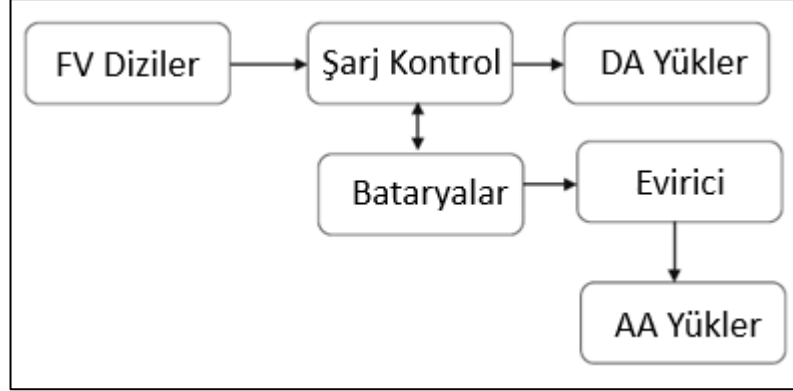 FV Diziler
Şarj Kontrol
DA Yükler
Bataryalar
Evirici
AA Yükler